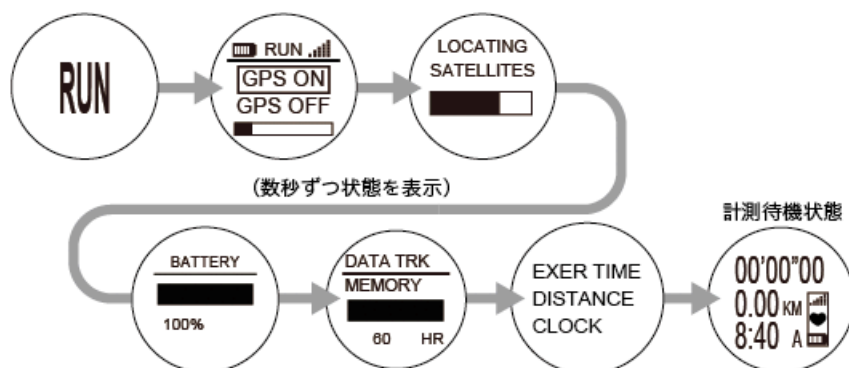 RUN
RUN
GPS ON
GPS OFF
LOCATING
SATELLITES
(数秒ずつ状態を表示)
BATTERY
100%
DATA TRK
MEMORY
60 HR
EXER TIME
DISTANCE
CLOCK
計測待機状態
00'00"00
0.00 KM
8:40 A